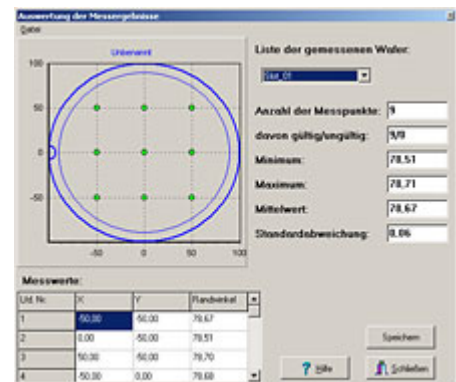 Auswertung der Messergebnisse
Datei
Unbenannt
100
50
0
-50
-50
0
50
100
Liste der gemessenen Wafer:
Slot_01
Anzahl der Messpunkte: 9
davon gültig/ungültig: 9/0
Minimum: 78,51
Maximum: 78,71
Mittelwert: 78,67
Standardabweichung: 0,06
Messwerte:
Lfd. Nr. X Y Randwinkel
1 -50,00 -50,00 78,67
2 0,00 -50,00 78,51
3 50,00 -50,00 78,70
4 -50,00 0,00 78,68
Speichern
? Hilfe
Schließen